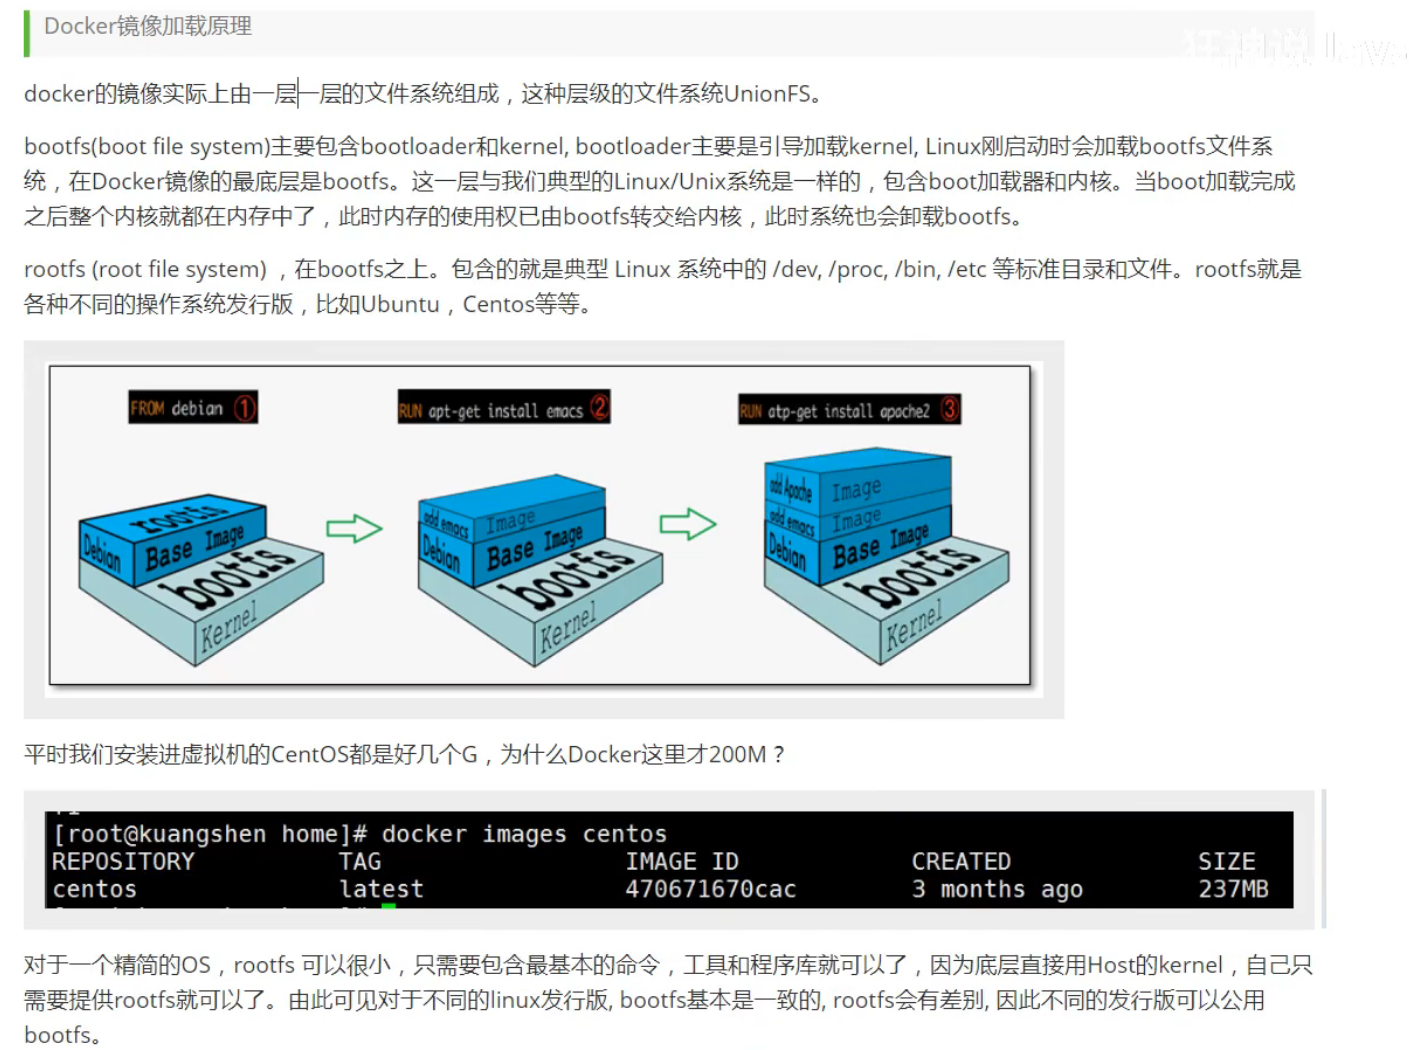 Docker镜像加载原理
狂神说 Java
docker的镜像实际上由一层一层的文件系统组成，这种层级的文件系统UnionFS。
bootfs(boot file system)主要包含bootloader和kernel, bootloader主要是引导加载kernel, Linux刚启动时会加载bootfs文件系
统，在Docker镜像的最底层是bootfs。这一层与我们典型的Linux/Unix系统是一样的，包含boot加载器和内核。当boot加载完成
之后整个内核就都在内存中了，此时内存的使用权已由bootfs转交给内核，此时系统也会卸载bootfs。
rootfs (root file system) ，在bootfs之上。包含的就是典型 Linux 系统中的 /dev, /proc, /bin, /etc 等标准目录和文件。rootfs就是
各种不同的操作系统发行版，比如Ubuntu，Centos等等。
FROM debian ①
RUN apt-get install emacs ②
RUN atp-get install apache2 ③
rootfs
Debian Base Image
bootfs
Kernel
add emacs Image
Debian Base Image
bootfs
Kernel
add Apache Image
add emacs Image
Debian Base Image
bootfs
Kernel
平时我们安装进虚拟机的CentOS都是好几个G，为什么Docker这里才200M？
[root@kuangshen home]# docker images centos
REPOSITORY TAG IMAGE ID CREATED SIZE
centos latest 470671670cac 3 months ago 237MB
对于一个精简的OS，rootfs 可以很小，只需要包含最基本的命令，工具和程序库就可以了，因为底层直接用Host的kernel，自己只
需要提供rootfs就可以了。由此可见对于不同的linux发行版, bootfs基本是一致的, rootfs会有差别, 因此不同的发行版可以公用
bootfs。